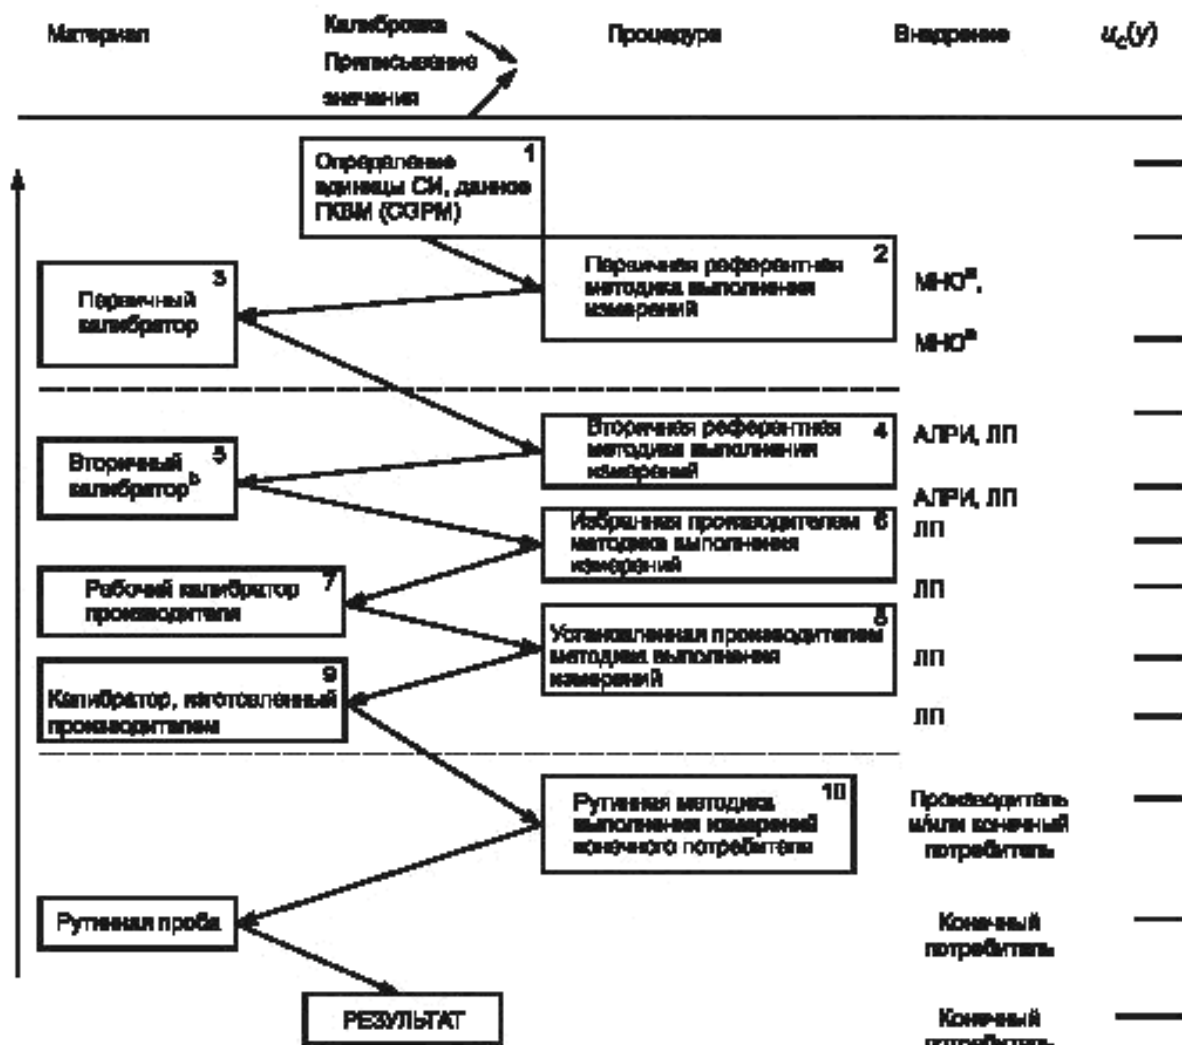 Материал
Калибровка
Приписывание
значения
Процедура
Внедрение
u_c(y)
1
Определение
единицы СИ, данное
ГКВМ (CGPM)
2
Первичная референтная
методика выполнения
измерений
МНОᵃ,
3
Первичный
калибратор
МНОᵃ
4
Вторичная референтная
методика выполнения
измерений
АЛРИ, ЛП
5
Вторичный
калибраторᵇ
АЛРИ, ЛП
6
Избранная производителем
методика выполнения
измерений
ЛП
7
Рабочий калибратор
производителя
ЛП
8
Установленная производителем
методика выполнения
измерений
ЛП
9
Калибратор, изготовленный
производителем
ЛП
10
Рутинная методика
выполнения измерений
конечного потребителя
Производитель
и/или конечный
потребитель
Рутинная проба
Конечный
потребитель
РЕЗУЛЬТАТ
Конечный
потребитель